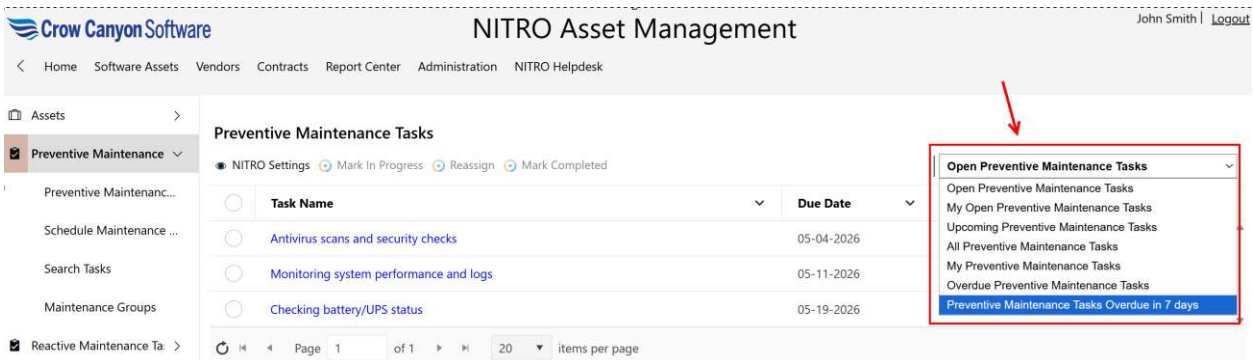 Crow Canyon Software
NITRO Asset Management
John Smith | Logout
Home Software Assets Vendors Contracts Report Center Administration NITRO Helpdesk
Assets
Preventive Maintenance
Preventive Maintenanc...
Schedule Maintenance ...
Search Tasks
Maintenance Groups
Reactive Maintenance Ta
Preventive Maintenance Tasks
NITRO Settings Mark In Progress Reassign Mark Completed
Task Name Due Date
Antivirus scans and security checks 05-04-2026
Monitoring system performance and logs 05-11-2026
Checking battery/UPS status 05-19-2026
Page 1 of 1 20 items per page
Open Preventive Maintenance Tasks
Open Preventive Maintenance Tasks
My Open Preventive Maintenance Tasks
Upcoming Preventive Maintenance Tasks
All Preventive Maintenance Tasks
My Preventive Maintenance Tasks
Overdue Preventive Maintenance Tasks
Preventive Maintenance Tasks Overdue in 7 days